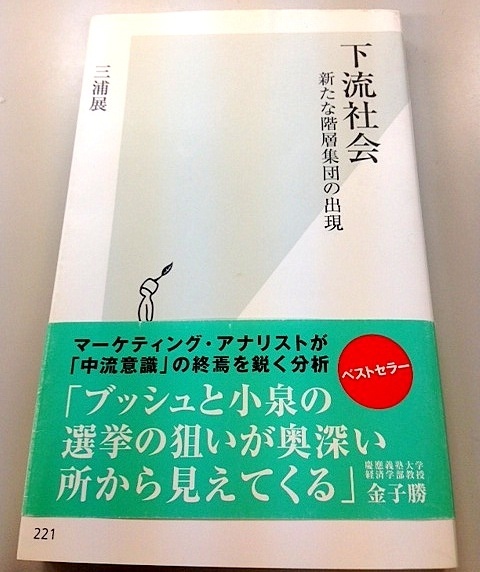 下流社会
新たな階層集団の出現
三浦展
マーケティング・アナリストが
「中流意識」の終焉を鋭く分析
ベストセラー
「ブッシュと小泉の
選挙の狙いが奥深い
所から見えてくる」
慶應義塾大学
経済学部教授
金子勝
221